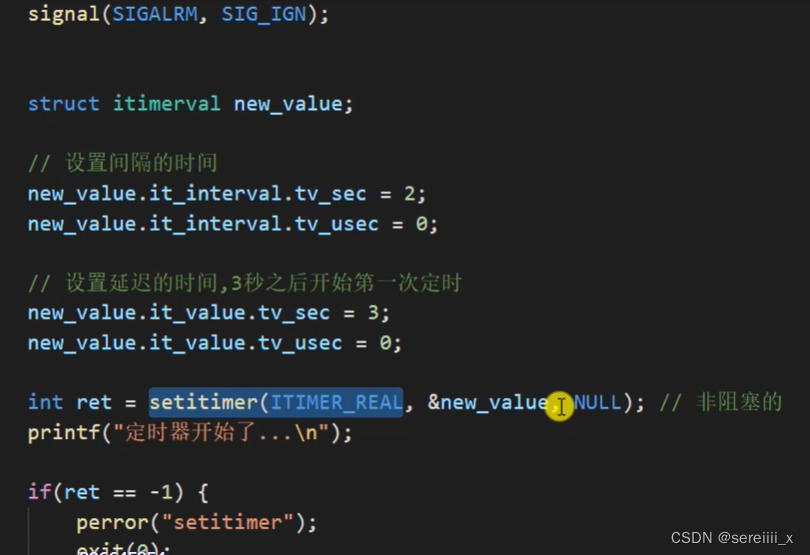 signal(SIGALRM, SIG_IGN);
struct itimerval new_value;
// 设置间隔的时间
new_value.it_interval.tv_sec = 2;
new_value.it_interval.tv_usec = 0;
// 设置延迟的时间,3秒之后开始第一次定时
new_value.it_value.tv_sec = 3;
new_value.it_value.tv_usec = 0;
int ret = setitimer(ITIMER_REAL, &new_value, NULL); // 非阻塞的
printf("定时器开始了...\n");
if(ret == -1) {
perror("setitimer");
exit(0);
CSDN @sereiiii_x